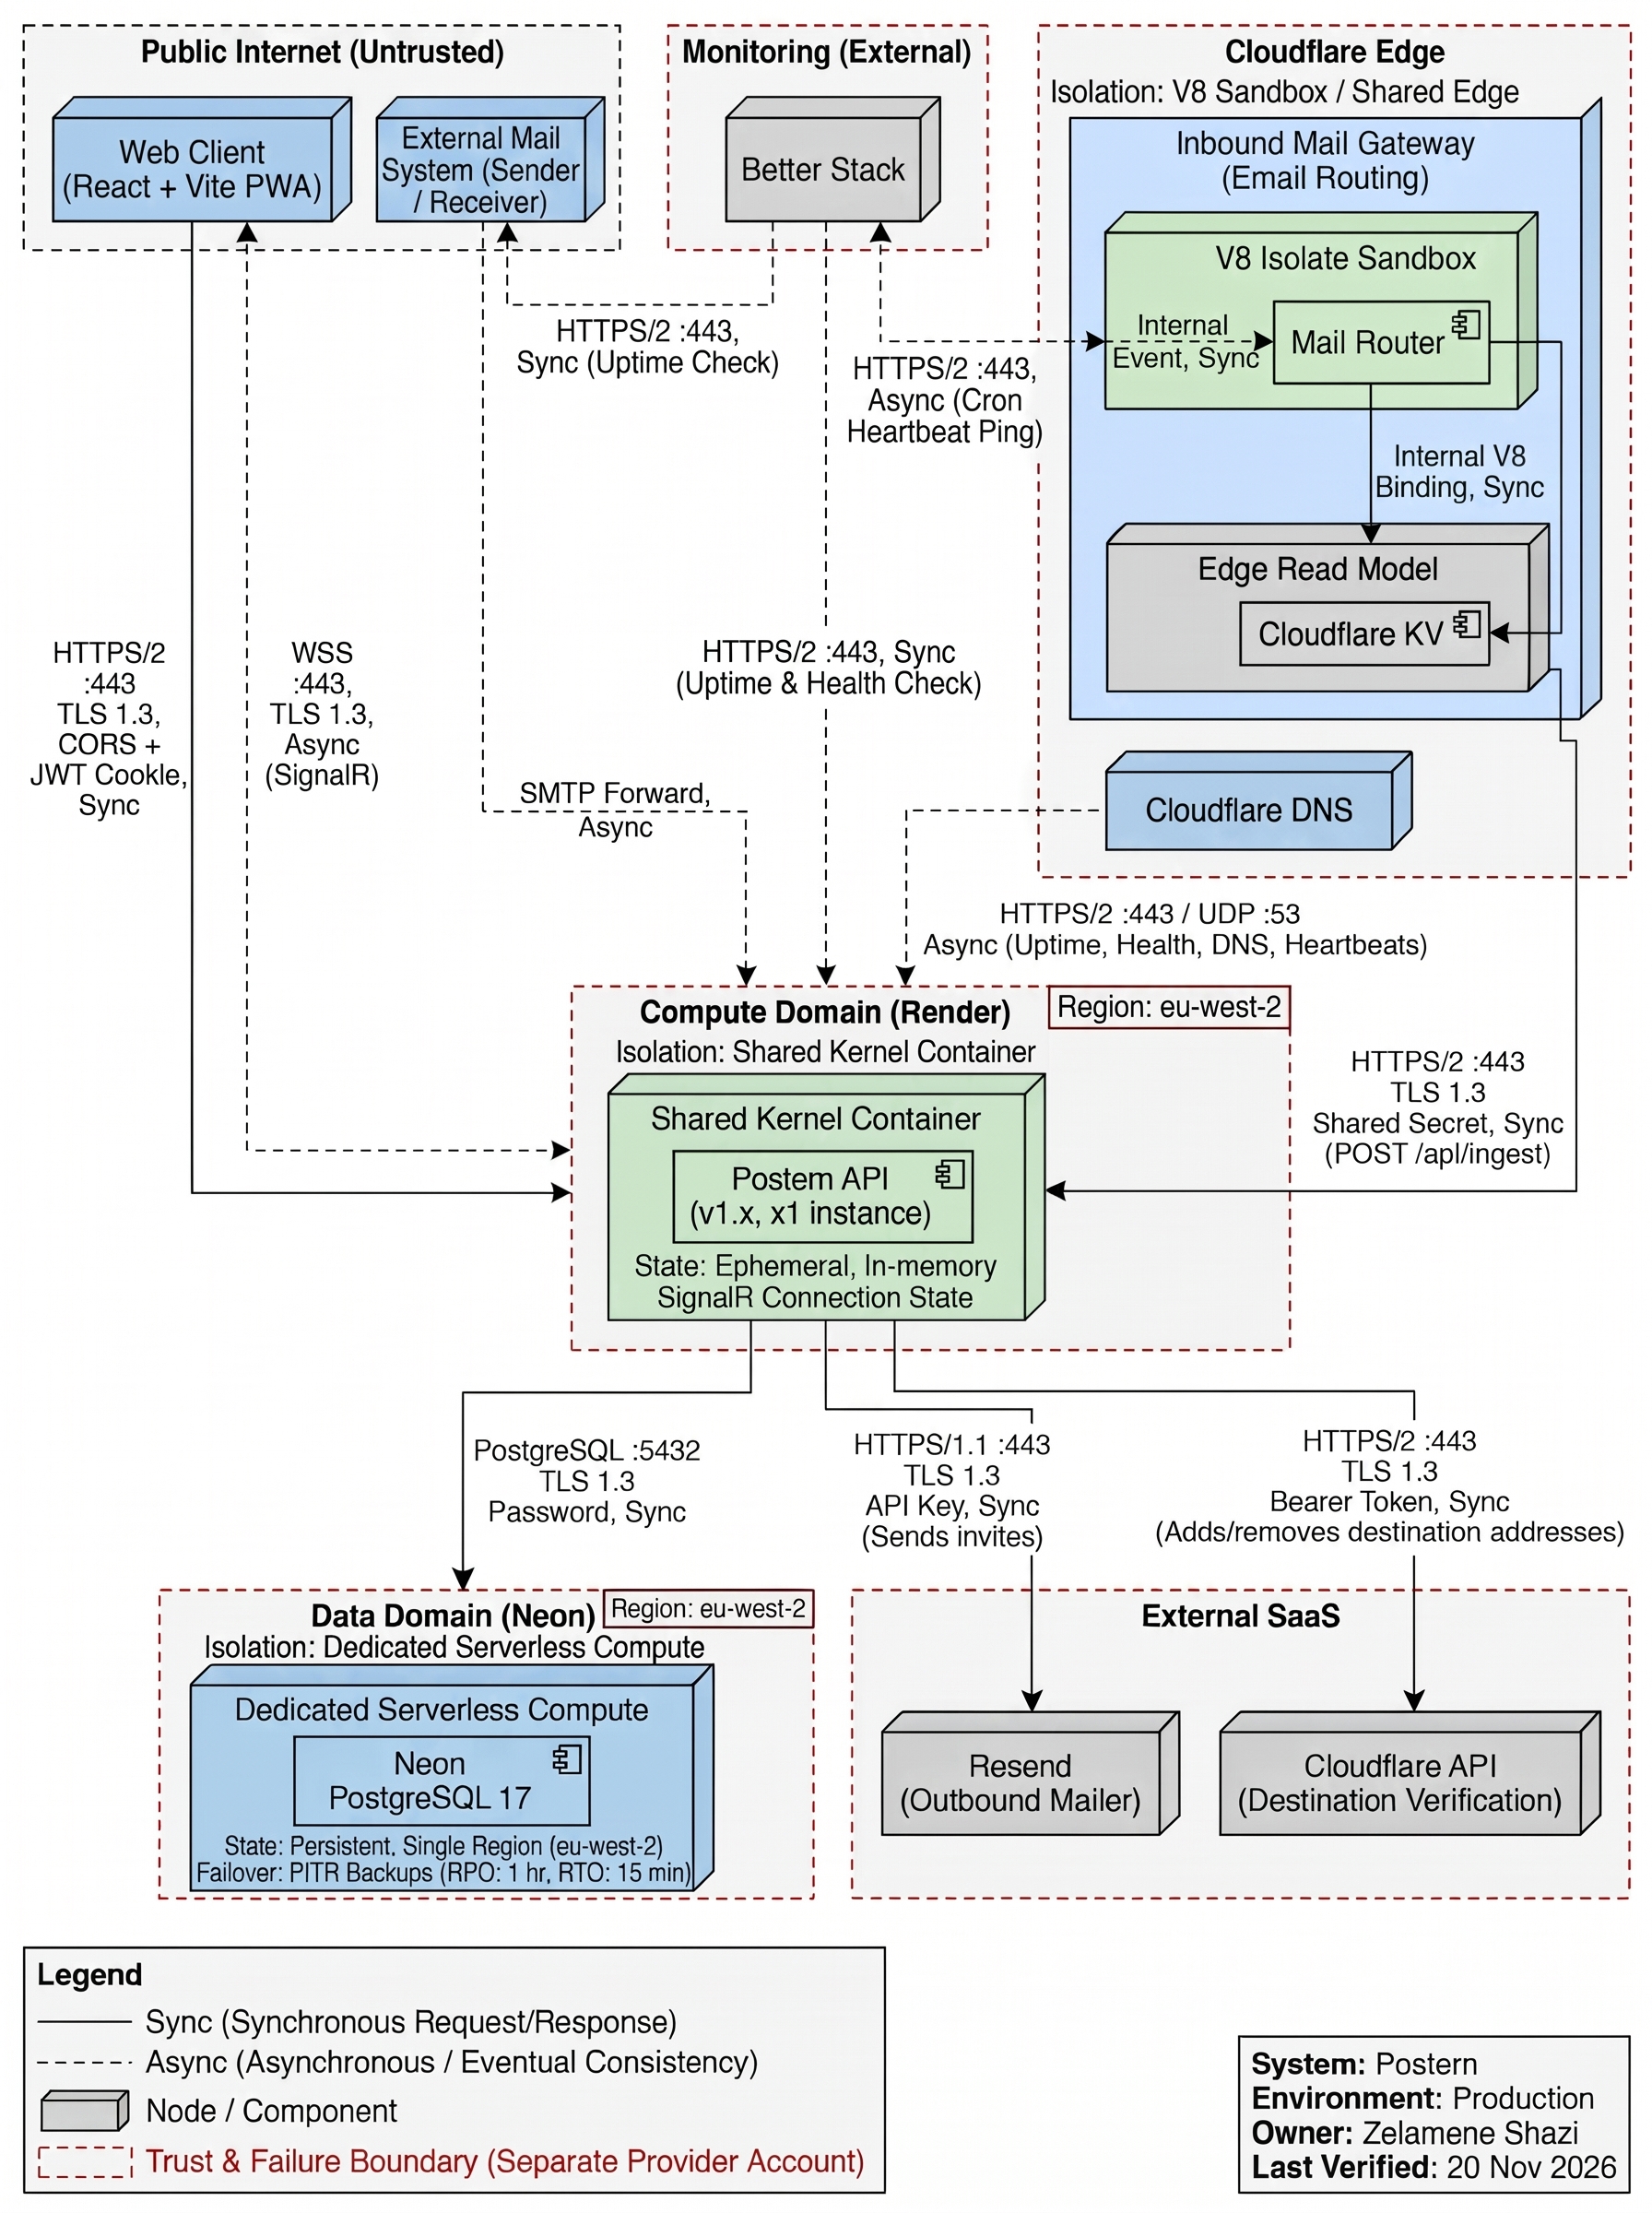 Public Internet (Untrusted)
Web Client
(React + Vite PWA)
External Mail
System (Sender
/ Receiver)
Monitoring (External)
Better Stack
Cloudflare Edge
Isolation: V8 Sandbox / Shared Edge
Inbound Mail Gateway
(Email Routing)
V8 Isolate Sandbox
Internal
Event, Sync
Mail Router
Internal V8
Binding, Sync
Edge Read Model
Cloudflare KV
Cloudflare DNS
HTTPS/2 :443,
Sync (Uptime Check)
HTTPS/2 :443,
Async (Cron
Heartbeat Ping)
HTTPS/2
:443
TLS 1.3,
CORS +
JWT Cookle,
Sync
WSS
:443,
TLS 1.3,
Async
(SignalR)
HTTPS/2 :443, Sync
(Uptime & Health Check)
SMTP Forward,
Async
HTTPS/2 :443 / UDP :53
Async (Uptime, Health, DNS, Heartbeats)
Compute Domain (Render)
Region: eu-west-2
Isolation: Shared Kernel Container
Shared Kernel Container
Postem API
(v1.x, x1 instance)
State: Ephemeral, In-memory
SignalR Connection State
HTTPS/2 :443
TLS 1.3
Shared Secret, Sync
(POST /apl/ingest)
PostgreSQL :5432
TLS 1.3
Password, Sync
HTTPS/1.1 :443
TLS 1.3
API Key, Sync
(Sends invites)
HTTPS/2 :443
TLS 1.3
Bearer Token, Sync
(Adds/removes destination addresses)
Data Domain (Neon)
Region: eu-west-2
Isolation: Dedicated Serverless Compute
Dedicated Serverless Compute
Neon
PostgreSQL 17
State: Persistent, Single Region (eu-west-2)
Failover: PITR Backups (RPO: 1 hr, RTO: 15 min)
External SaaS
Resend
(Outbound Mailer)
Cloudflare API
(Destination Verification)
Legend
Sync (Synchronous Request/Response)
Async (Asynchronous / Eventual Consistency)
Node / Component
Trust & Failure Boundary (Separate Provider Account)
System: Postern
Environment: Production
Owner: Zelamene Shazi
Last Verified: 20 Nov 2026